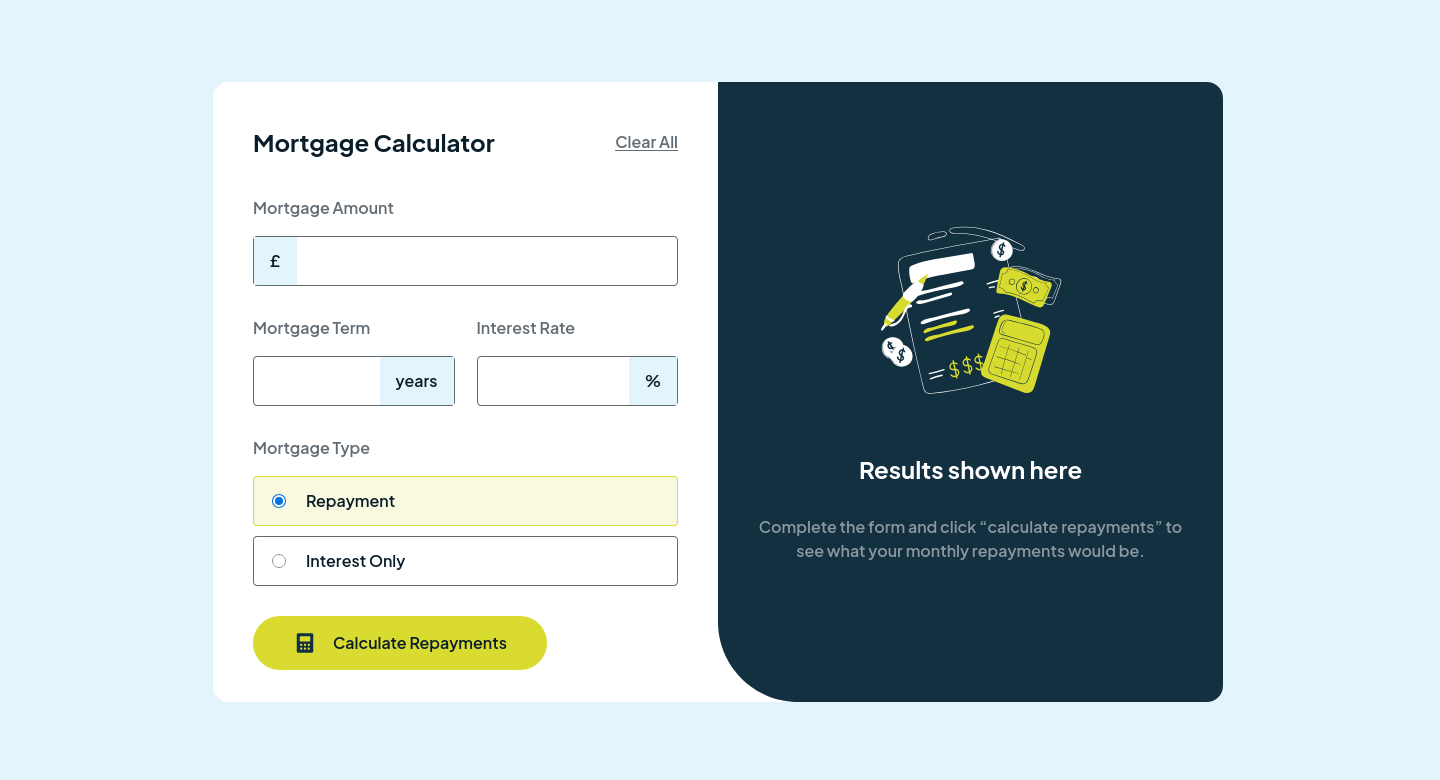 Mortgage Calculator
Clear All
Mortgage Amount
£
Mortgage Term
Interest Rate
years
%
Mortgage Type
Repayment
Interest Only
Calculate Repayments
$
$
$
$
$$$
Results shown here
Complete the form and click “calculate repayments” to
see what your monthly repayments would be.